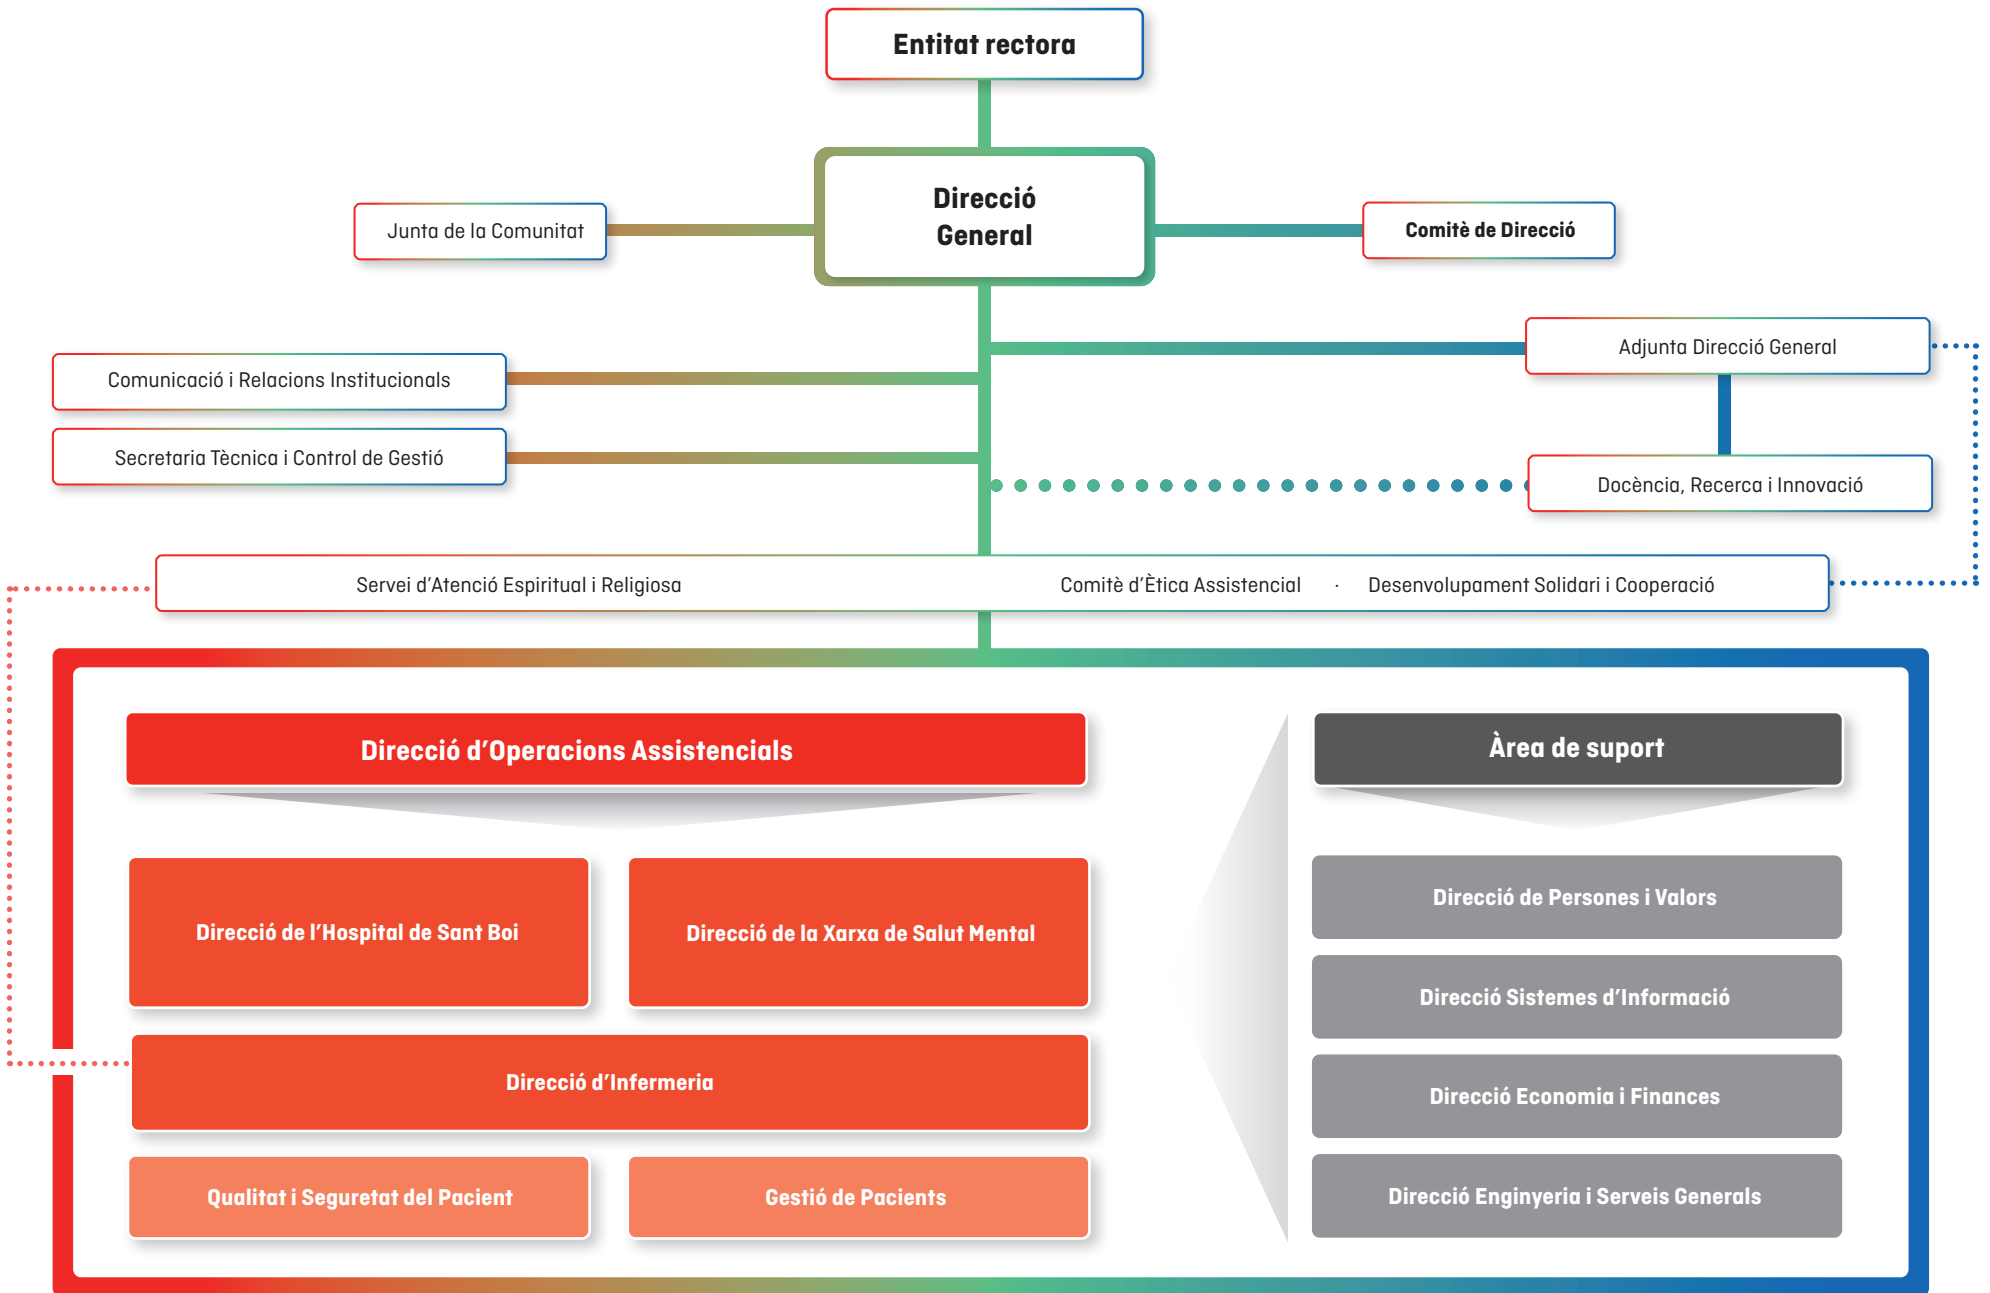 Entitat rectora
Direcció
General
Junta de la Comunitat
Comitè de Direcció
Adjunta Direcció General
Comunicació i Relacions Institucionals
Secretaria Tècnica i Control de Gestió
Docència, Recerca i Innovació
Servei d’Atenció Espiritual i Religiosa
Comitè d’Ètica Assistencial · Desenvolupament Solidari i Cooperació
Direcció d’Operacions Assistencials
Direcció de l’Hospital de Sant Boi
Direcció de la Xarxa de Salut Mental
Direcció d’Infermeria
Qualitat i Seguretat del Pacient
Gestió de Pacients
Àrea de suport
Direcció de Persones i Valors
Direcció Sistemes d’Informació
Direcció Economia i Finances
Direcció Enginyeria i Serveis Generals